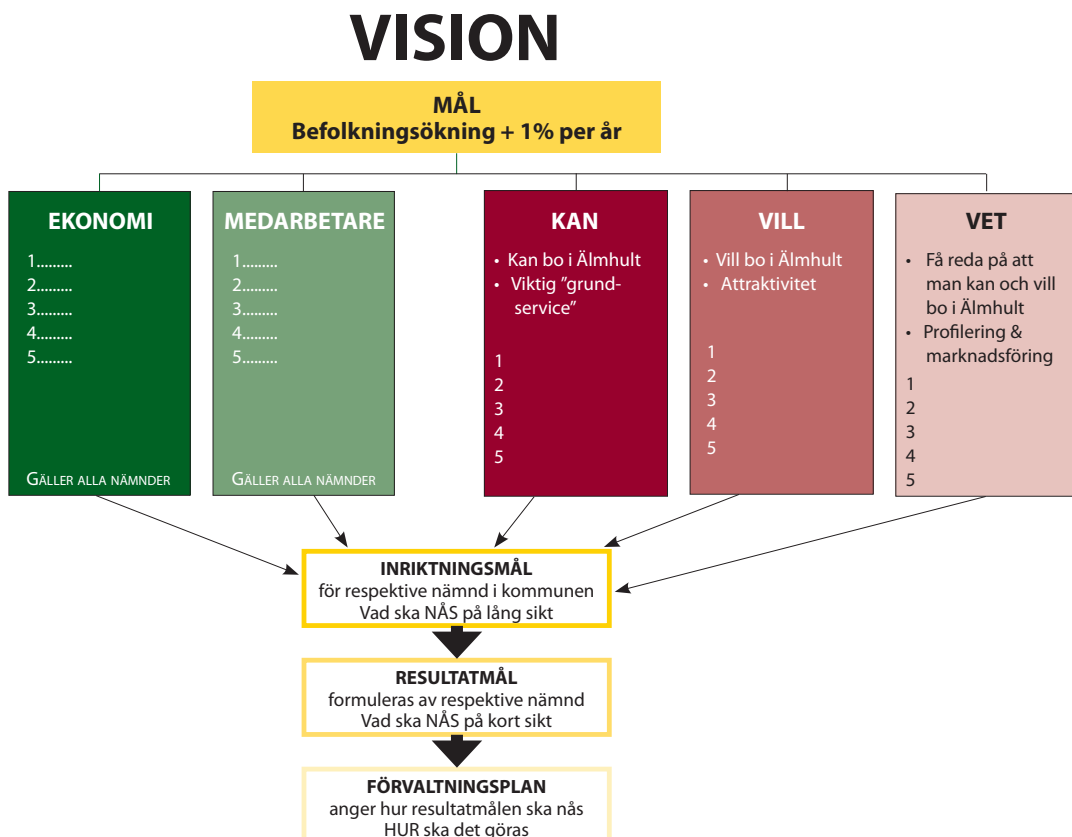 VISION
MÅL
Befolkningsökning + 1% per år
EKONOMI
1.........
2.........
3.........
4.........
5.........
GÄLLER ALLA NÄMNDER
MEDARBETARE
1.........
2.........
3.........
4.........
5.........
GÄLLER ALLA NÄMNDER
KAN
• Kan bo i Älmhult
• Viktig ”grund-
service”
1
2
3
4
5
VILL
• Vill bo i Älmhult
• Attraktivitet
1
2
3
4
5
VET
• Få reda på att
man kan och vill
bo i Älmhult
• Profilering &
marknadsföring
1
2
3
4
5
INRIKTNINGSMÅL
för respektive nämnd i kommunen
Vad ska NÅS på lång sikt
RESULTATMÅL
formuleras av respektive nämnd
Vad ska NÅS på kort sikt
FÖRVALTNINGSPLAN
anger hur resultatmålen ska nås
HUR ska det göras